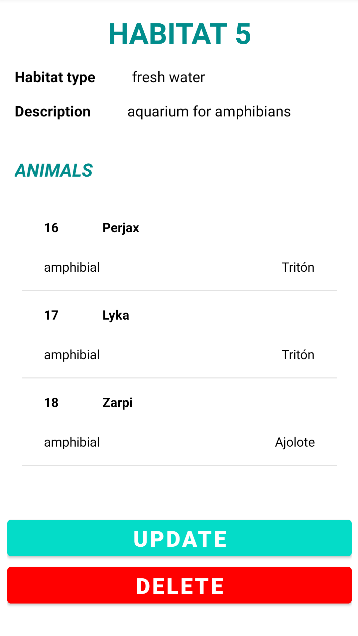 HABITAT 5
Habitat type fresh water
Description aquarium for amphibians
ANIMALS
16 Perjax
amphibial Tritón
17 Lyka
amphibial Tritón
18 Zarpi
amphibial Ajolote
UPDATE
DELETE